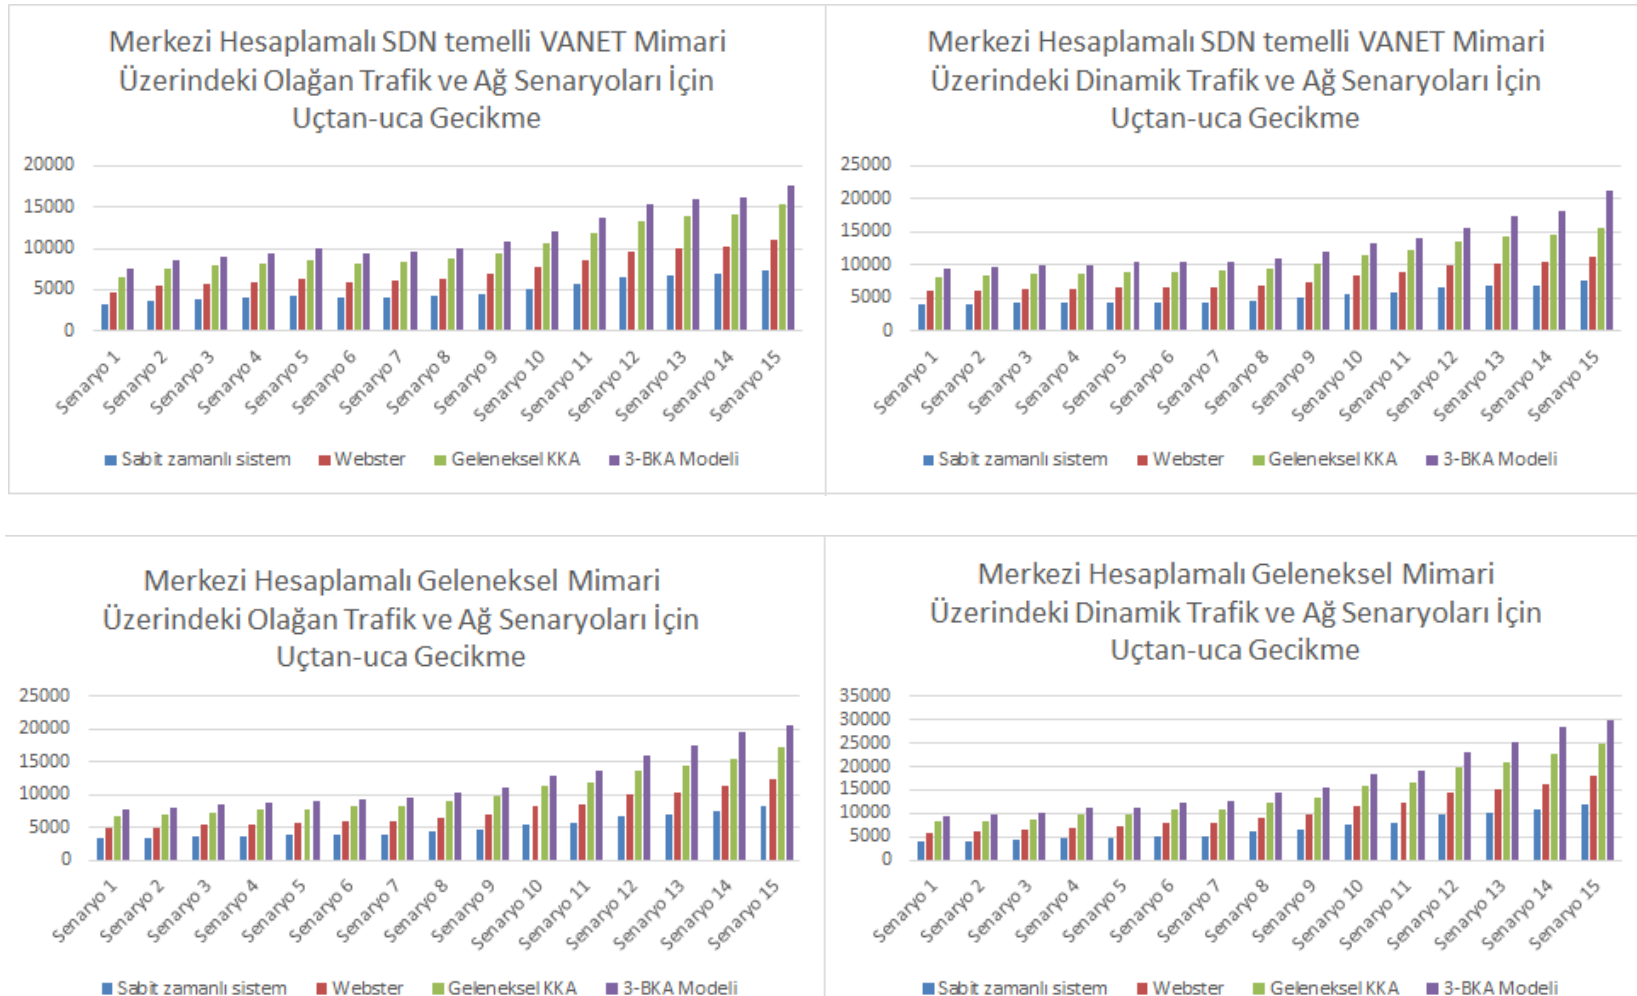 Merkezi Hesaplamalı SDN temelli VANET Mimari
Üzerindeki Olağan Trafik ve Ağ Senaryoları İçin
Uçtan-uca Gecikme
20000
15000
10000
5000
0
Senaryo 1
Senaryo 2
Senaryo 3
Senaryo 4
Senaryo 5
Senaryo 6
Senaryo 7
Senaryo 8
Senaryo 9
Senaryo 10
Senaryo 11
Senaryo 12
Senaryo 13
Senaryo 14
Senaryo 15
Sabit zamanlı sistem Webster Geleneksel KKA 3-BKA Modeli
Merkezi Hesaplamalı SDN temelli VANET Mimari
Üzerindeki Dinamik Trafik ve Ağ Senaryoları İçin
Uçtan-uca Gecikme
25000
20000
15000
10000
5000
0
Senaryo 1
Senaryo 2
Senaryo 3
Senaryo 4
Senaryo 5
Senaryo 6
Senaryo 7
Senaryo 8
Senaryo 9
Senaryo 10
Senaryo 11
Senaryo 12
Senaryo 13
Senaryo 14
Senaryo 15
Sabit zamanlı sistem Webster Geleneksel KKA 3-BKA Modeli
Merkezi Hesaplamalı Geleneksel Mimari
Üzerindeki Olağan Trafik ve Ağ Senaryoları İçin
Uçtan-uca Gecikme
25000
20000
15000
10000
5000
0
Senaryo 1
Senaryo 2
Senaryo 3
Senaryo 4
Senaryo 5
Senaryo 6
Senaryo 7
Senaryo 8
Senaryo 9
Senaryo 10
Senaryo 11
Senaryo 12
Senaryo 13
Senaryo 14
Senaryo 15
Sabit zamanlı sistem Webster Geleneksel KKA 3-BKA Modeli
Merkezi Hesaplamalı Geleneksel Mimari
Üzerindeki Dinamik Trafik ve Ağ Senaryoları İçin
Uçtan-uca Gecikme
35000
30000
25000
20000
15000
10000
5000
0
Senaryo 1
Senaryo 2
Senaryo 3
Senaryo 4
Senaryo 5
Senaryo 6
Senaryo 7
Senaryo 8
Senaryo 9
Senaryo 10
Senaryo 11
Senaryo 12
Senaryo 13
Senaryo 14
Senaryo 15
Sabit zamanlı sistem Webster Geleneksel KKA 3-BKA Modeli